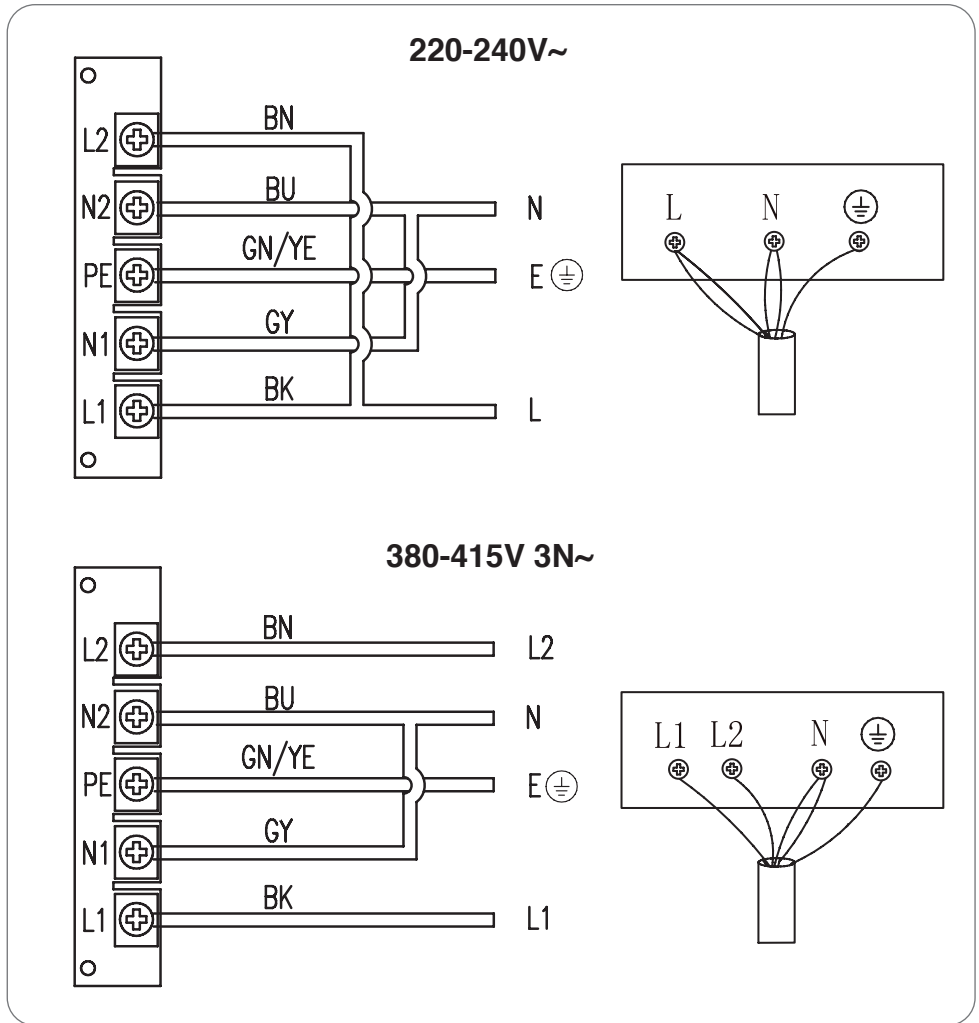 220-240V~
L2 BN
N2 BU N
PE GN/YE E
N1 GY
L1 BK L
L N
380-415V 3N~
L2 BN L2
N2 BU N
PE GN/YE E
N1 GY
L1 BK L1
L1 L2 N